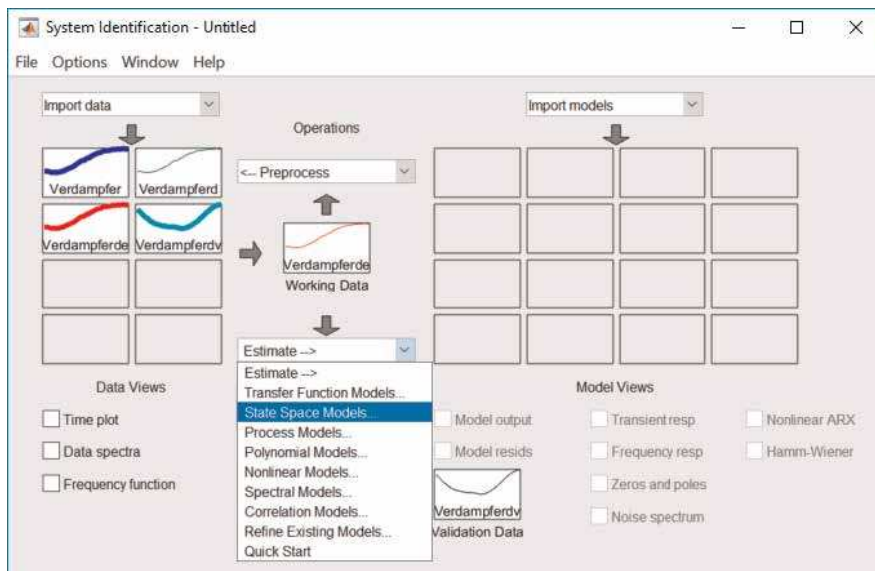 System Identification - Untitled
File Options Window Help
Import data
Import models
Operations
Verdampfer
Verdampferd
<-- Preprocess
Verdampferde
Verdampferdv
Verdampferde
Working Data
Estimate -->
Estimate -->
Transfer Function Models...
State Space Models...
Process Models...
Polynomial Models...
Nonlinear Models...
Spectral Models...
Correlation Models...
Refine Existing Models...
Quick Start
Data Views
Time plot
Data spectra
Frequency function
Model Views
Model output
Transient resp
Nonlinear ARX
Model resids
Frequency resp
Hamm-Wiener
Zeros and poles
Noise spectrum
Verdampferdv
Validation Data